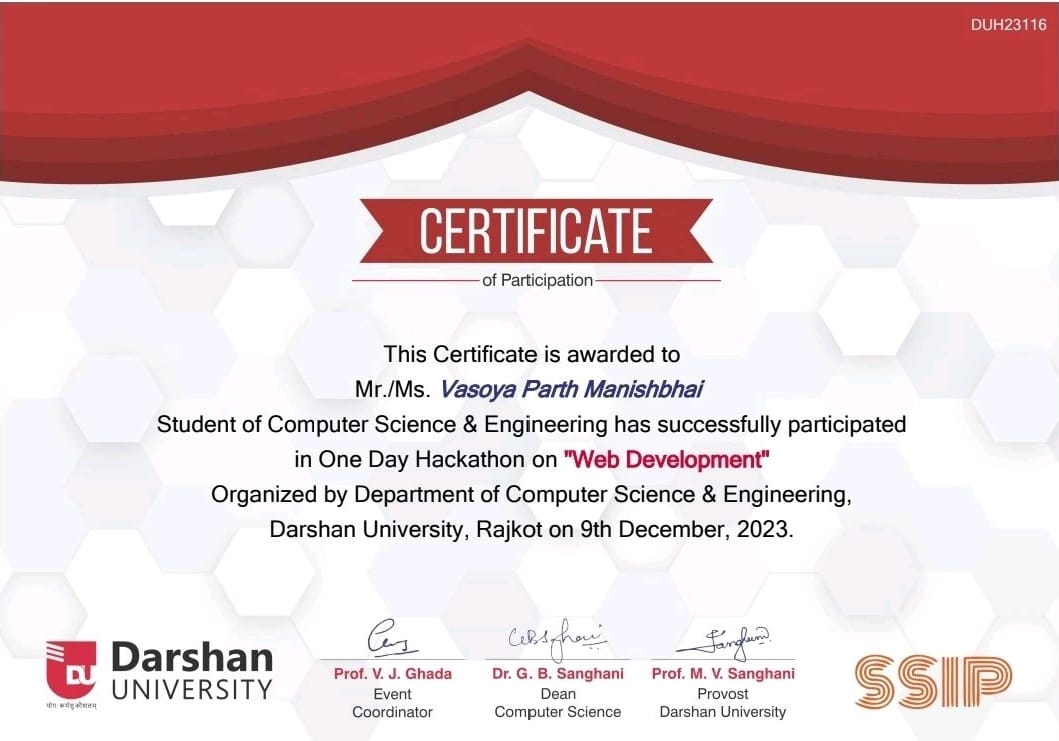 DUH23116
CERTIFICATE
of Participation
This Certificate is awarded to
Mr./Ms. Vasoya Parth Manishbhai
Student of Computer Science & Engineering has successfully participated
in One Day Hackathon on "Web Development"
Organized by Department of Computer Science & Engineering,
Darshan University, Rajkot on 9th December, 2023.
DU
योगः कर्मसु कौशलम्
Darshan
UNIVERSITY
Prof. V. J. Ghada
Event
Coordinator
Dr. G. B. Sanghani
Dean
Computer Science
Prof. M. V. Sanghani
Provost
Darshan University
SSIP